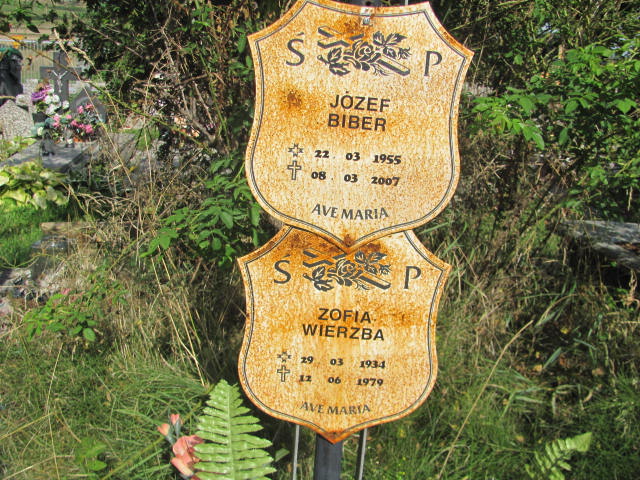 Ś P
JÓZEF
BIBER
22 03 1955
08 03 2007
AVE MARIA
Ś P
ZOFIA
WIERZBA
29 03 1934
12 06 1979
AVE MARIA